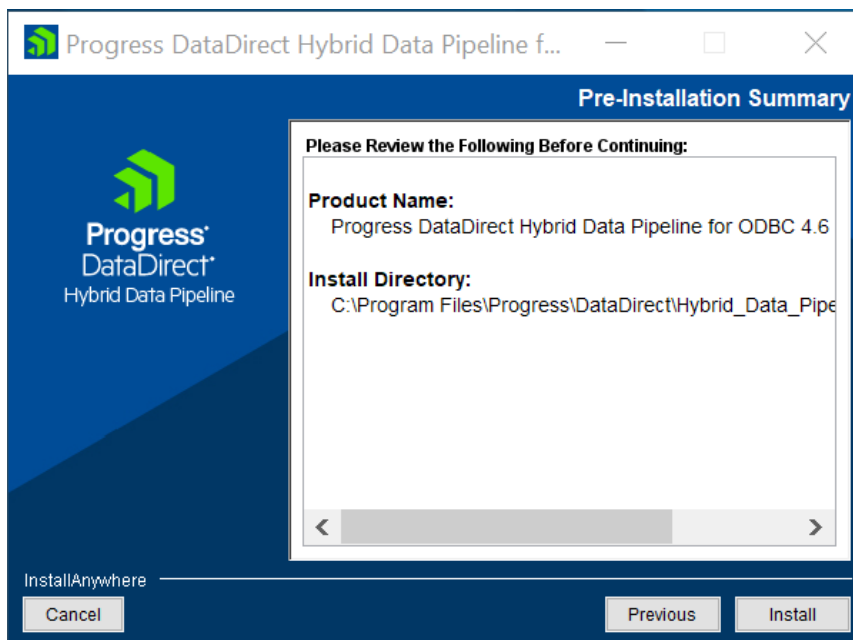 Progress DataDirect Hybrid Data Pipeline f...
Pre-Installation Summary
Please Review the Following Before Continuing:
Product Name:
Progress DataDirect Hybrid Data Pipeline for ODBC 4.6
Install Directory:
C:\Program Files\Progress\DataDirect\Hybrid_Data_Pipe
Progress
DataDirect
Hybrid Data Pipeline
InstallAnywhere
Cancel
Previous
Install